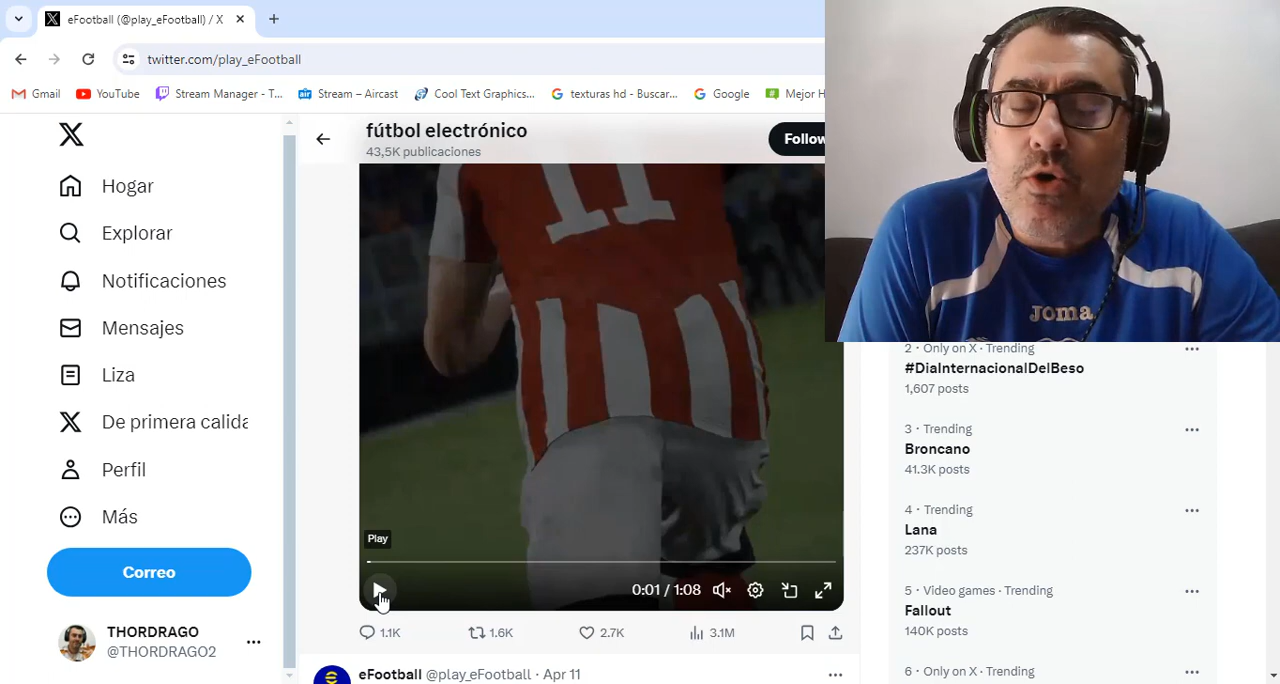 eFootball (@play_eFootball) / X
twitter.com/play_eFootball
Gmail
YouTube
Stream Manager - T...
Stream – Aircast
Cool Text Graphics...
texturas hd - Buscar...
Google
Mejor H
fútbol electrónico
43,5K publicaciones
Follow
Hogar
Explorar
Notificaciones
Mensajes
Liza
De primera calida
Perfil
Más
Correo
THORDRAGO
@THORDRAGO2
11
Play
0:01 / 1:08
1.1K
1.6K
2.7K
3.1M
eFootball @play_eFootball · Apr 11
Joma
2 · Only on X · Trending
#DiaInternacionalDelBeso
1,607 posts
3 · Trending
Broncano
41.3K posts
4 · Trending
Lana
237K posts
5 · Video games · Trending
Fallout
140K posts
6 · Only on X · Trending